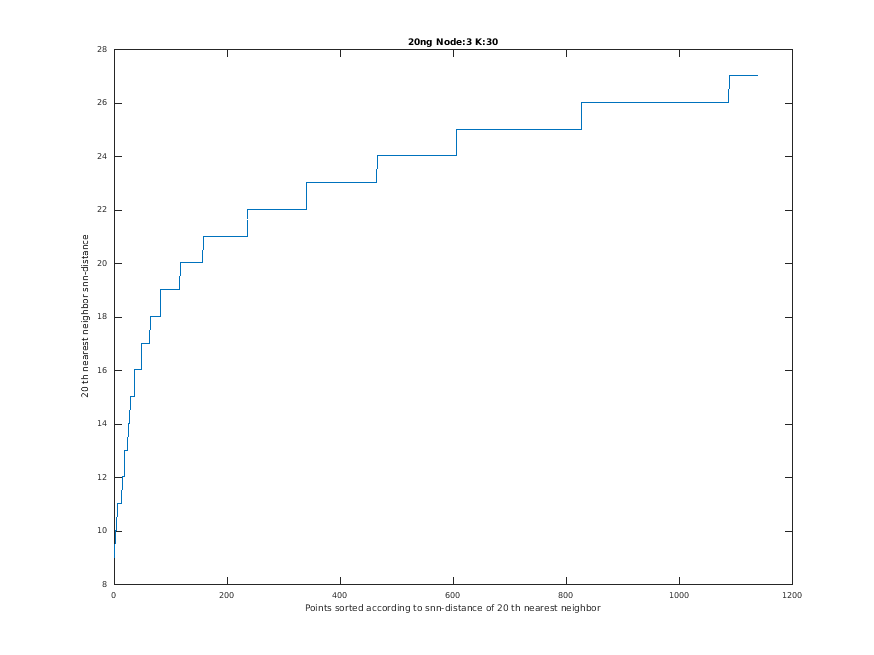 20ng Node:3 K:30
28
26
24
22
20
18
16
14
12
10
8
20 th nearest neighbor snn-distance
0 200 400 600 800 1000 1200
Points sorted according to snn-distance of 20 th nearest neighbor